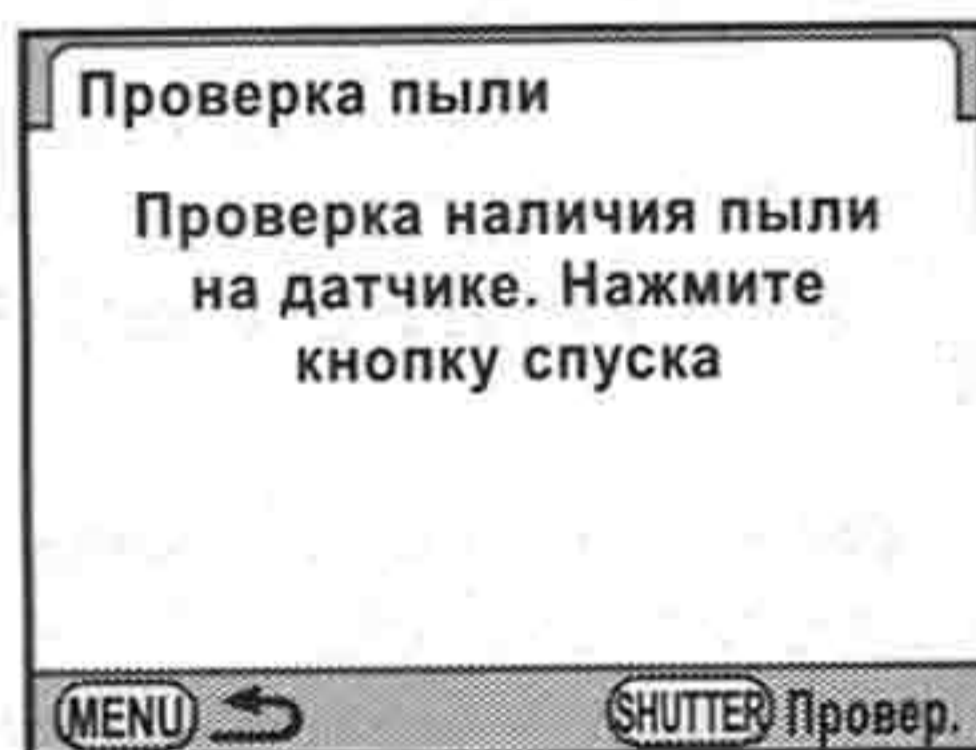 Проверка пыли
Проверка наличия пыли
на датчике. Нажмите
кнопку спуска
MENU SHUTTER Провер.